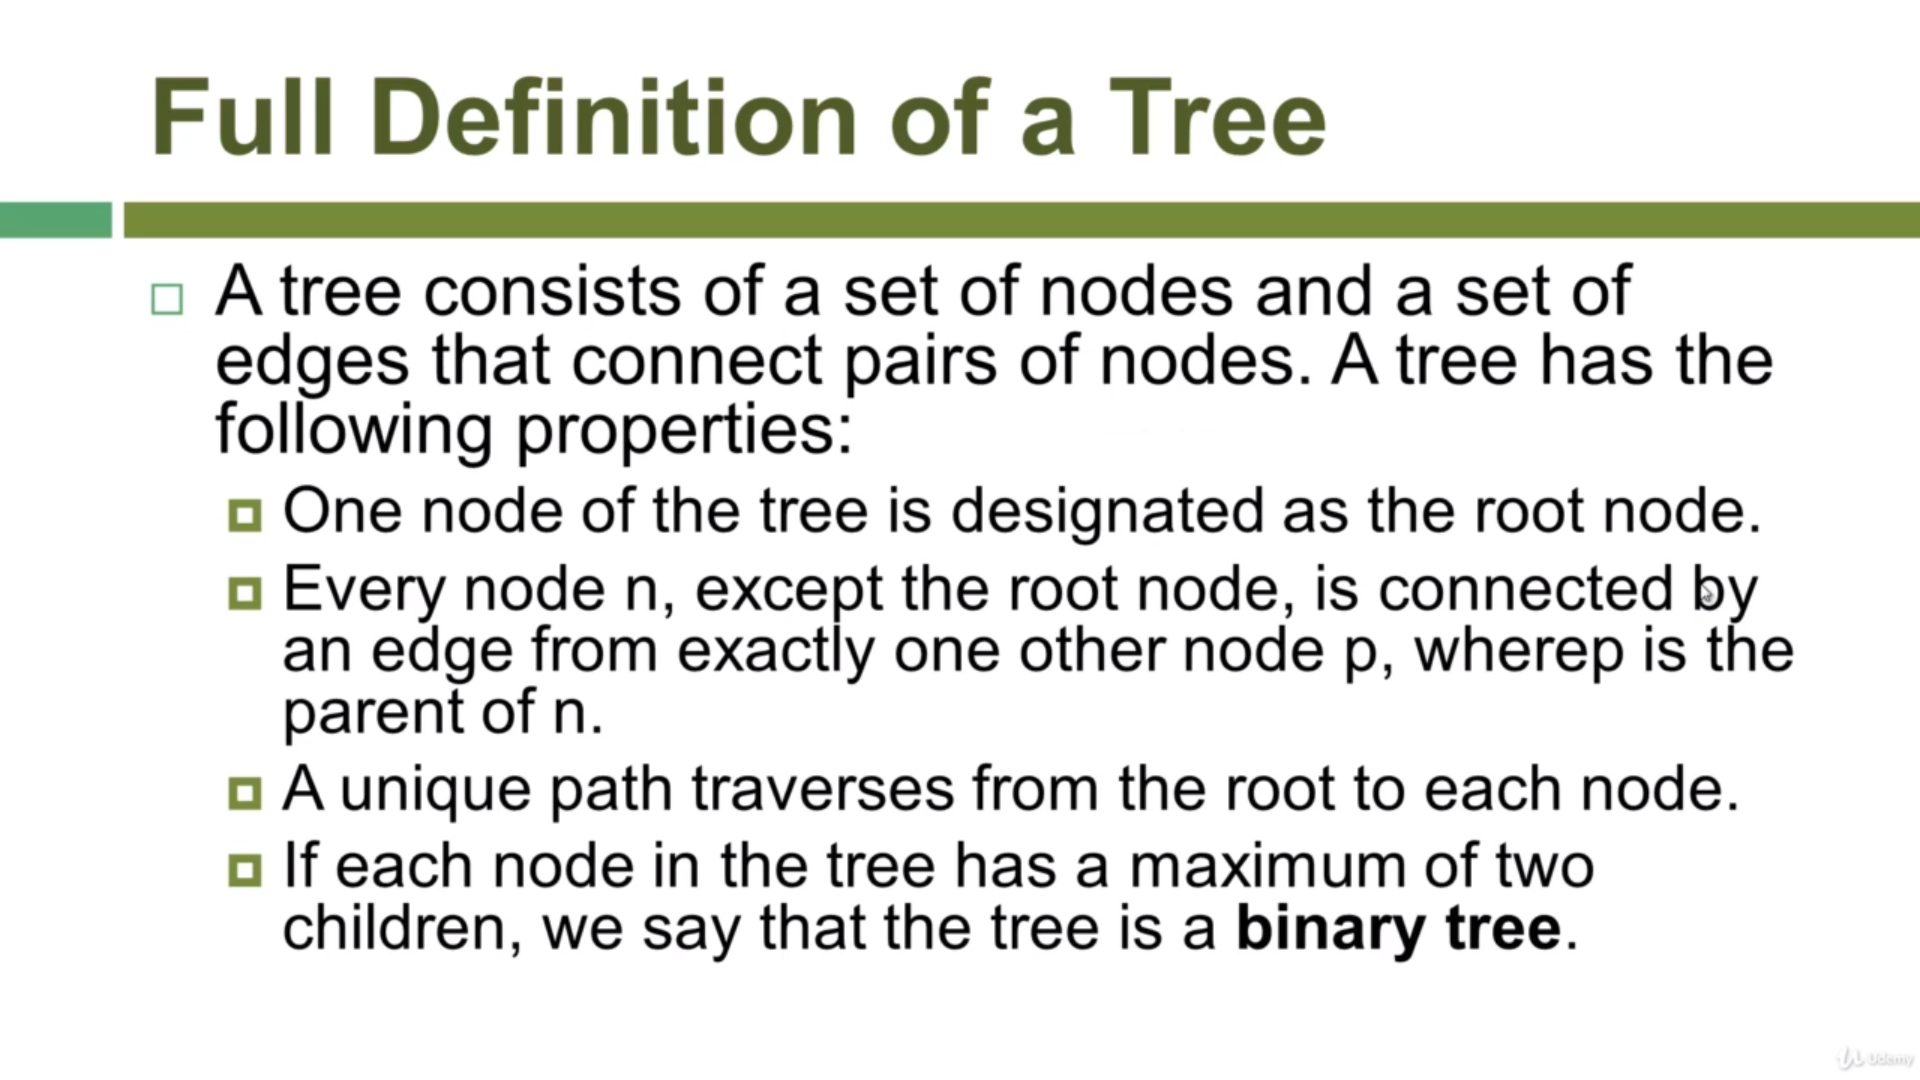 Full Definition of a Tree
A tree consists of a set of nodes and a set of
edges that connect pairs of nodes. A tree has the
following properties:
One node of the tree is designated as the root node.
Every node n, except the root node, is connected by
an edge from exactly one other node p, wherep is the
parent of n.
A unique path traverses from the root to each node.
If each node in the tree has a maximum of two
children, we say that the tree is a binary tree.
Udemy